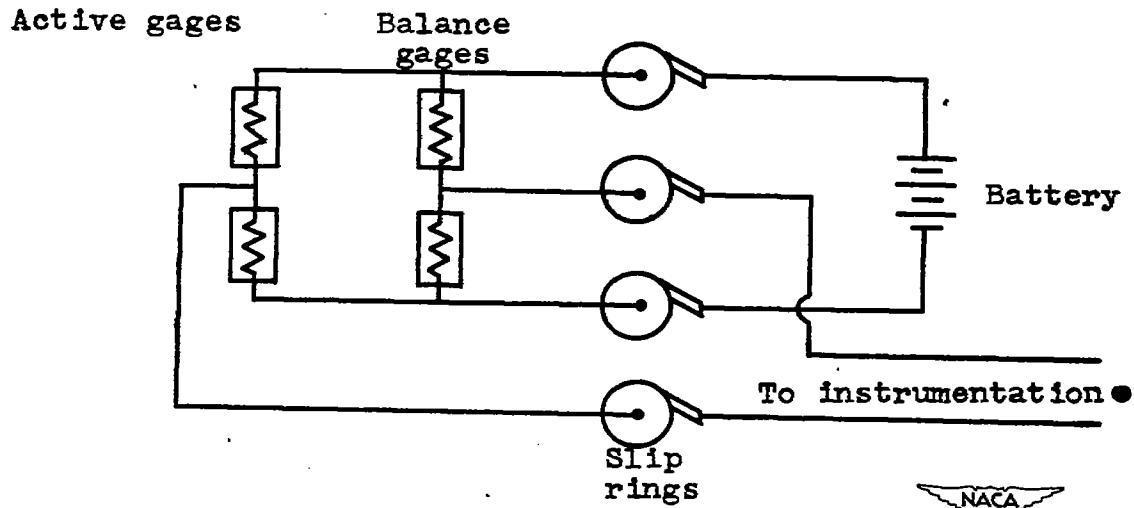 Active gages
Balance
gages
Battery
To instrumentation
Slip
rings
NACA